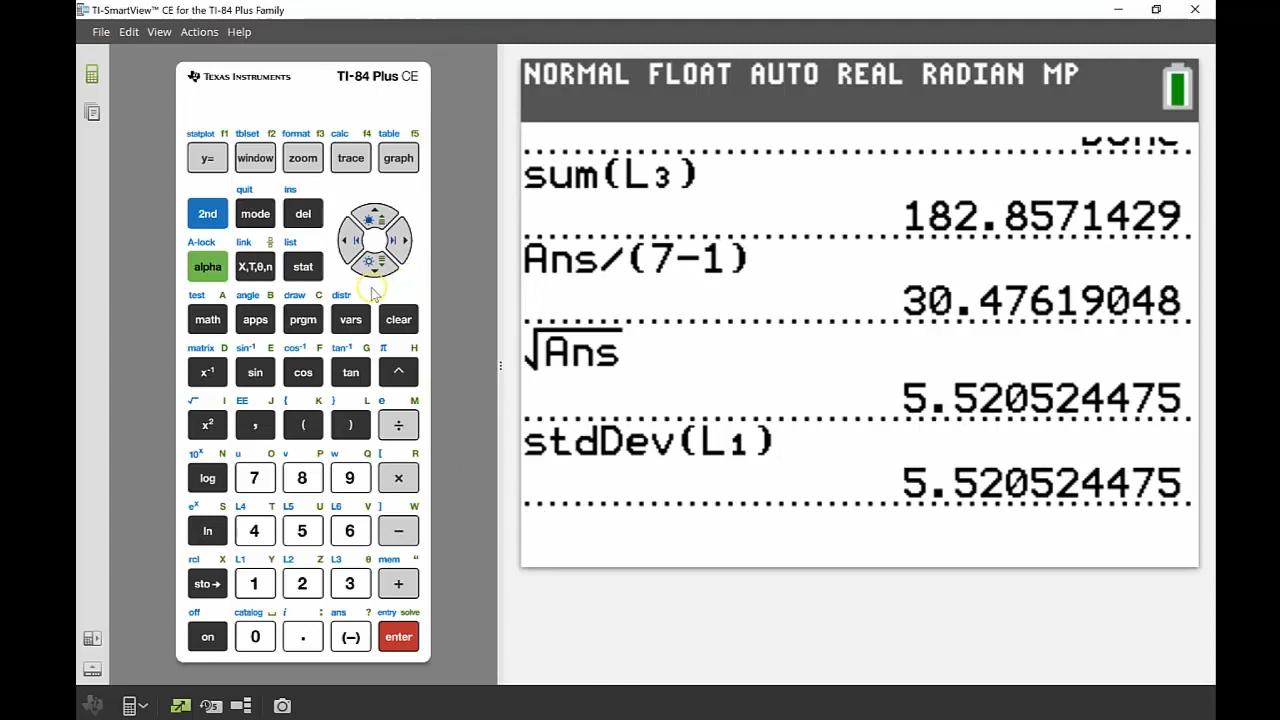 TI-SmartView™ CE for the TI-84 Plus Family
File Edit View Actions Help
TEXAS INSTRUMENTS TI-84 Plus CE
statplot f1 tblset f2 format f3 calc f4 table f5
y= window zoom trace graph
quit ins
2nd mode del
A-lock link list
alpha X,T,θ,n stat
test A angle B draw C distr
math apps prgm vars clear
matrix D sin⁻¹ E cos⁻¹ F tan⁻¹ G π H
x⁻¹ sin cos tan ^
√ I EE J { K } L e M
x² , ( ) ÷
10ˣ N u O v P w Q [ R
log 7 8 9 ×
eˣ S L4 T L5 U L6 V ] W
ln 4 5 6 −
rcl X L1 Y L2 Z L3 θ mem “
sto→ 1 2 3 +
off catalog i : ans ? entry solve
on 0 . (−) enter
NORMAL FLOAT AUTO REAL RADIAN MP
sum(L₃)
182.8571429
Ans/(7−1)
30.47619048
√Ans
5.520524475
stdDev(L₁)
5.520524475